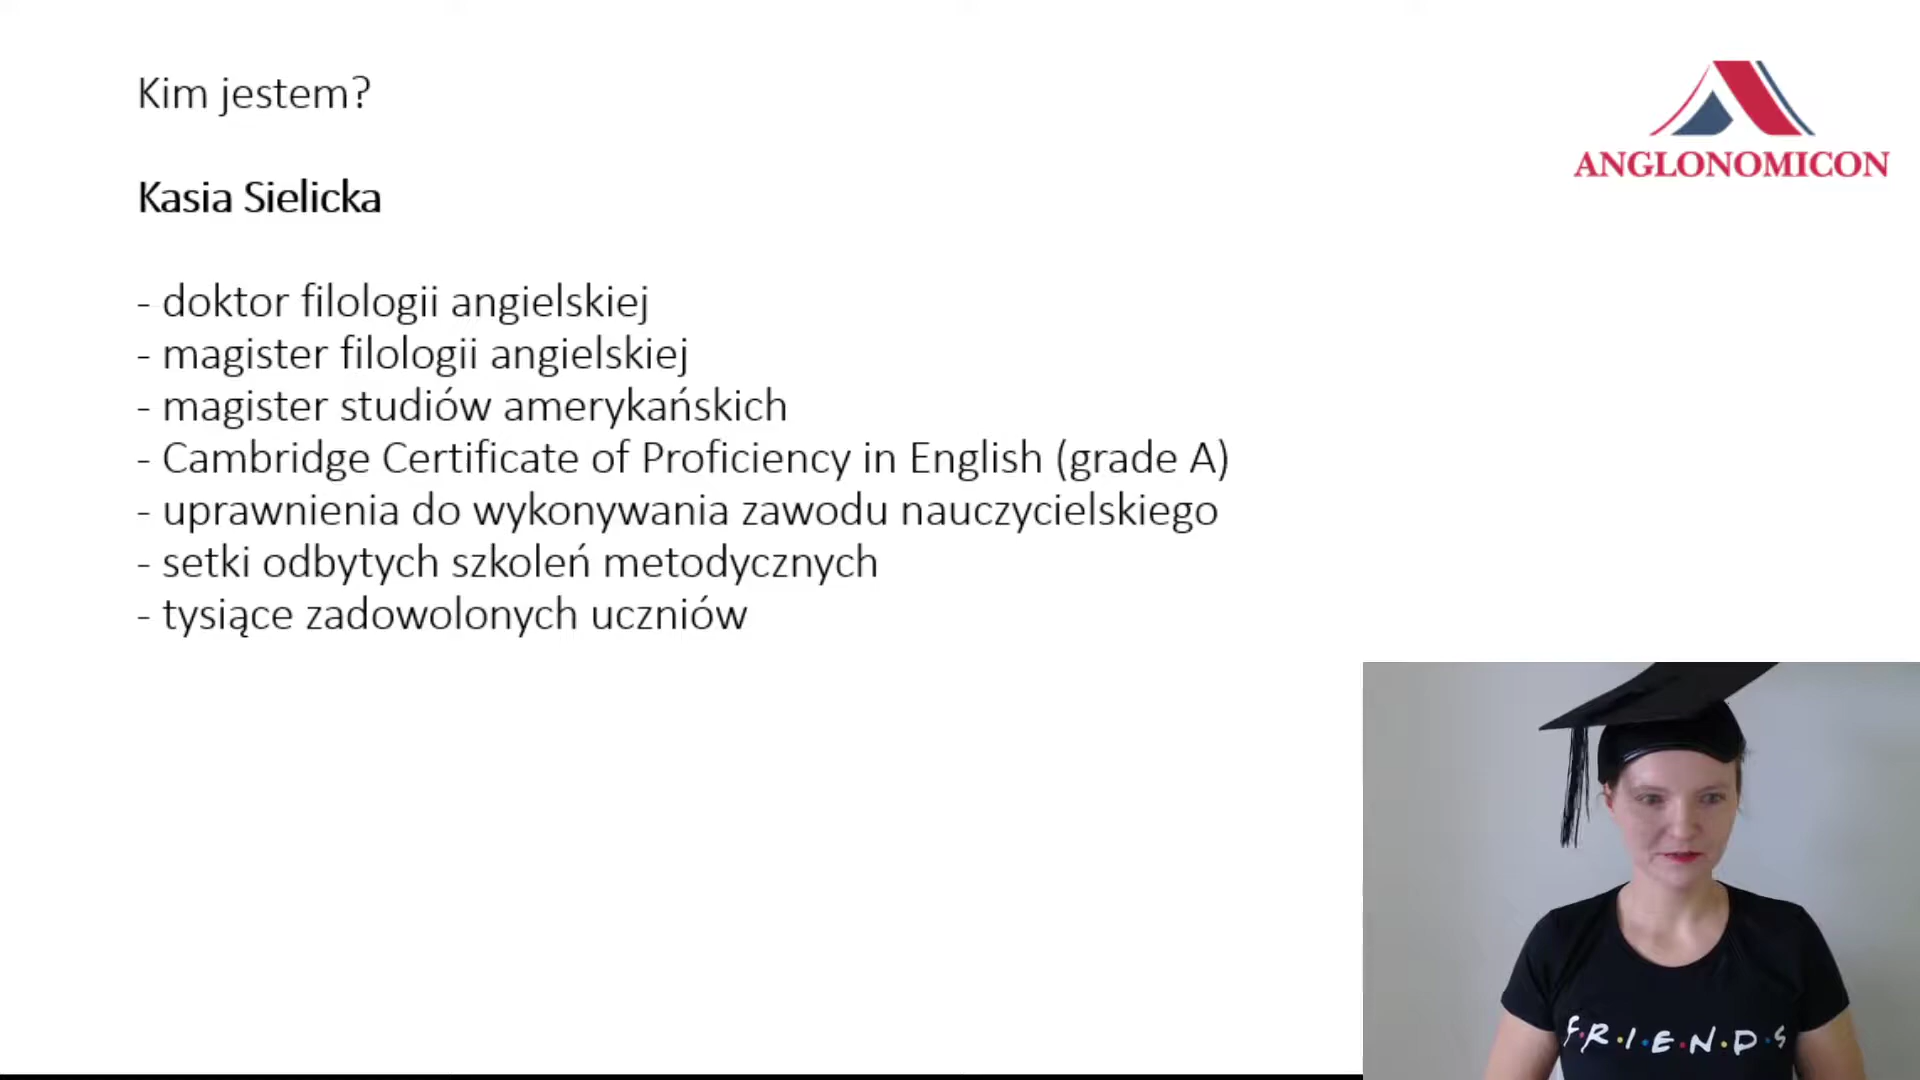 Kim jestem?
ANGLONOMICON
Kasia Sielicka
- doktor filologii angielskiej
- magister filologii angielskiej
- magister studiów amerykańskich
- Cambridge Certificate of Proficiency in English (grade A)
- uprawnienia do wykonywania zawodu nauczycielskiego
- setki odbytych szkoleń metodycznych
- tysiące zadowolonych uczniów
F·R·I·E·N·D·S